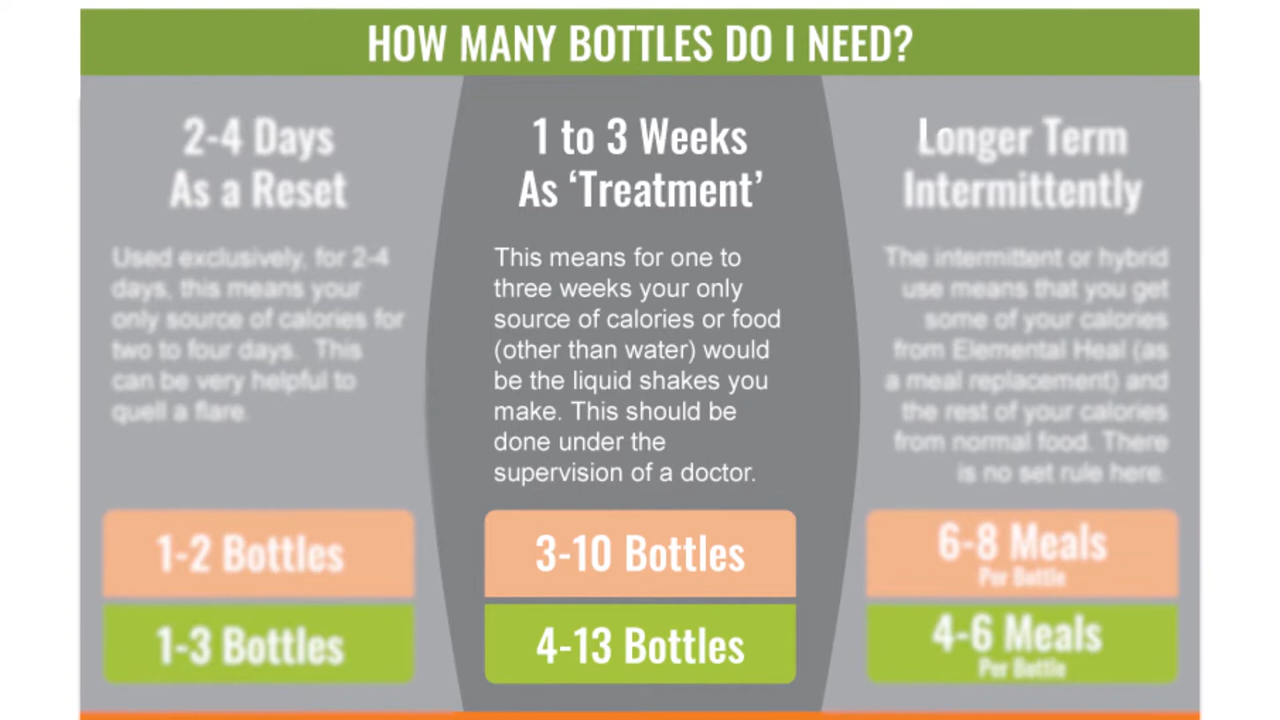 HOW MANY BOTTLES DO I NEED?
2-4 Days
As a Reset
Used exclusively, for 2-4
days, this means your
only source of calories for
two to four days. This
can be very helpful to
quell a flare.
1-2 Bottles
1-3 Bottles
1 to 3 Weeks
As ‘Treatment’
This means for one to
three weeks your only
source of calories or food
(other than water) would
be the liquid shakes you
make. This should be
done under the
supervision of a doctor.
3-10 Bottles
4-13 Bottles
Longer Term
Intermittently
The intermittent or hybrid
use means that you get
some of your calories
from Elemental Heal (as
a meal replacement) and
the rest of your calories
from normal food. There
is no set rule here.
6-8 Meals
Per Bottle
4-6 Meals
Per Bottle